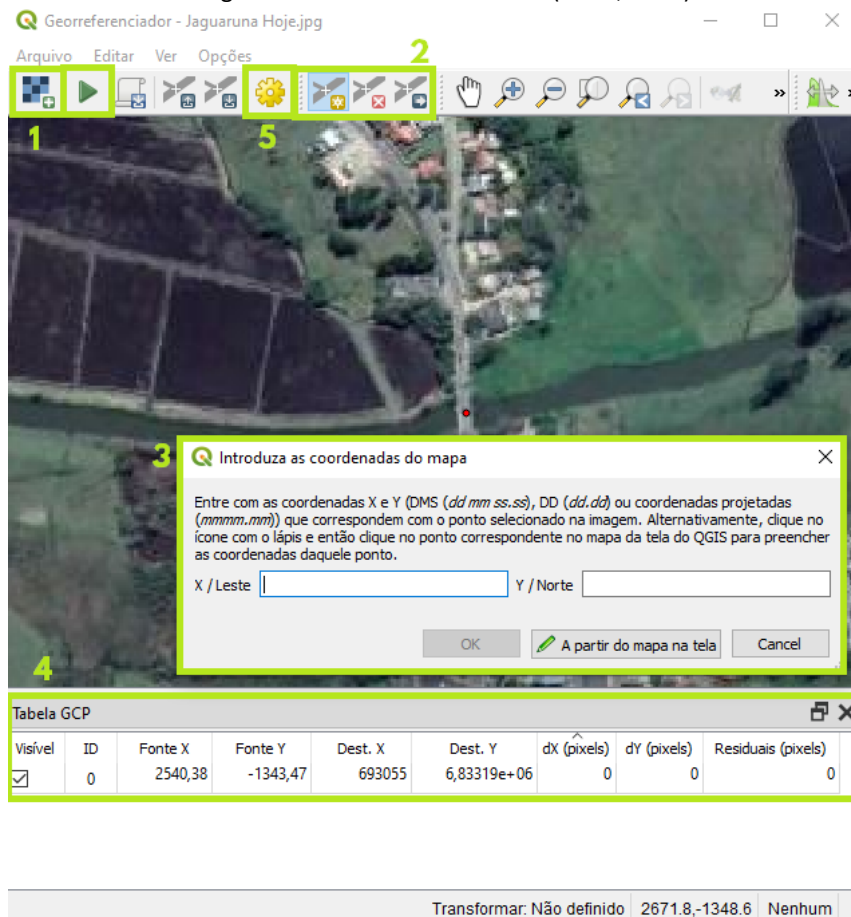 Georreferenciador - Jaguaruna Hoje.jpg
Arquivo Editar Ver Opções
2
1
5
3
Introduza as coordenadas do mapa
Entre com as coordenadas X e Y (DMS (dd mm ss.ss), DD (dd.dd) ou coordenadas projetadas
(mmmm.mm)) que correspondem com o ponto selecionado na imagem. Alternativamente, clique no
ícone com o lápis e então clique no ponto correspondente no mapa da tela do QGIS para preencher
as coordenadas daquele ponto.
X / Leste Y / Norte
OK A partir do mapa na tela Cancel
4
Tabela GCP
Visível ID Fonte X Fonte Y Dest. X Dest. Y dX (pixels) dY (pixels) Residuais (pixels)
0 2540,38 -1343,47 693055 6,83319e+06 0 0 0
Transformar: Não definido 2671.8,-1348.6 Nenhum